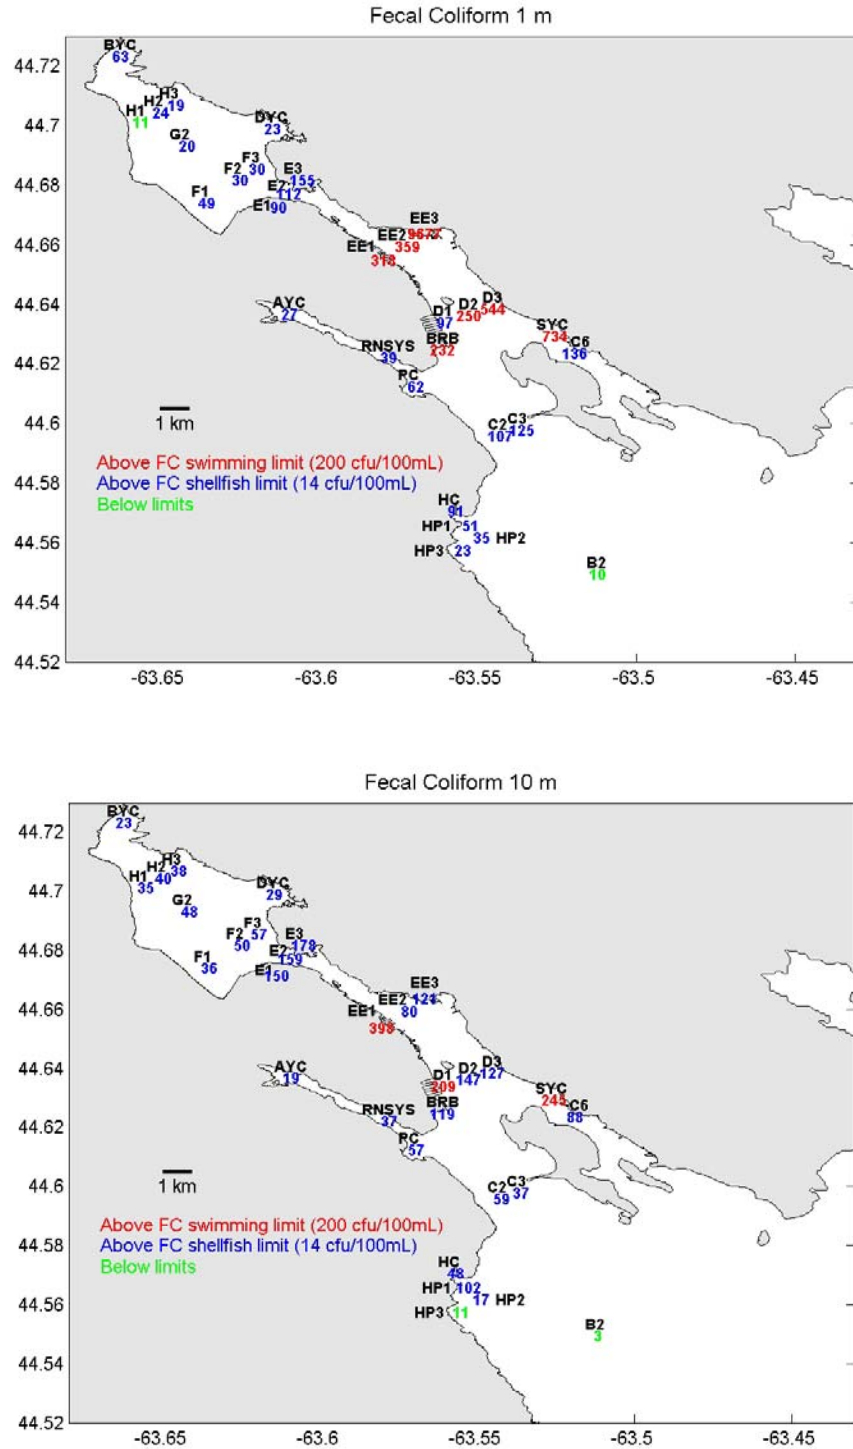 Fecal Coliform 1 m
44.72
44.7
44.68
44.66
44.64
44.62
44.6
44.58
44.56
44.54
44.52
BYC
63
H3
H2
19
H1
24
11
DYC
23
G2
20
F3
F2
30
30
E3
155
E2
112
F1
49
E1
90
EE3
EE2
359
EE1
318
AYC
27
D3
D2
544
D1
250
97
SYC
734
BRB
232
C6
136
RNSYS
39
PC
62
1 km
C3
C2
125
107
Above FC swimming limit (200 cfu/100mL)
Above FC shellfish limit (14 cfu/100mL)
Below limits
HC
91
HP1
51
35
HP2
HP3
23
B2
10
-63.65
-63.6
-63.55
-63.5
-63.45
Fecal Coliform 10 m
44.72
44.7
44.68
44.66
44.64
44.62
44.6
44.58
44.56
44.54
44.52
BYC
23
H3
H2
38
H1
40
35
DYC
29
G2
48
F3
F2
57
50
E3
178
E2
159
F1
36
E1
150
EE3
121
EE2
80
EE1
398
AYC
19
D3
D2
127
D1
147
209
SYC
245
BRB
119
C6
88
RNSYS
37
PC
57
1 km
C3
C2
37
59
Above FC swimming limit (200 cfu/100mL)
Above FC shellfish limit (14 cfu/100mL)
Below limits
HC
48
HP1
102
17
HP2
HP3
11
B2
3
-63.65
-63.6
-63.55
-63.5
-63.45